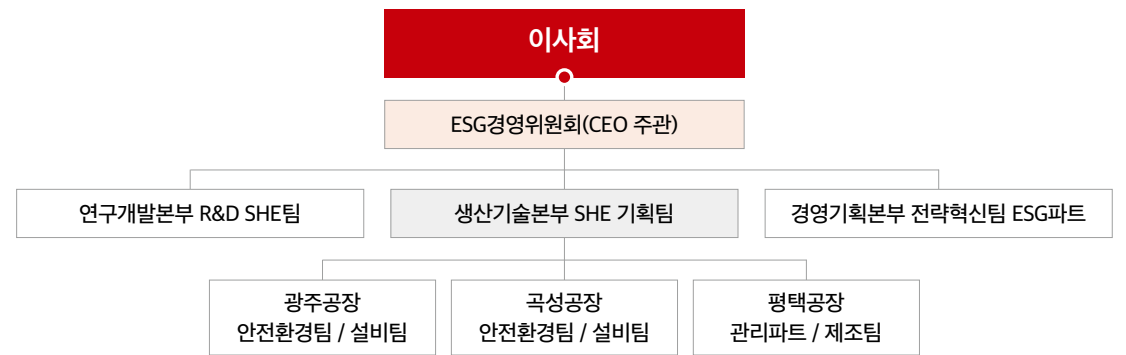 이사회
ESG경영위원회(CEO 주관)
연구개발본부 R&D SHE팀
생산기술본부 SHE 기획팀
경영기획본부 전략혁신팀 ESG파트
광주공장
안전환경팀 / 설비팀
곡성공장
안전환경팀 / 설비팀
평택공장
관리파트 / 제조팀